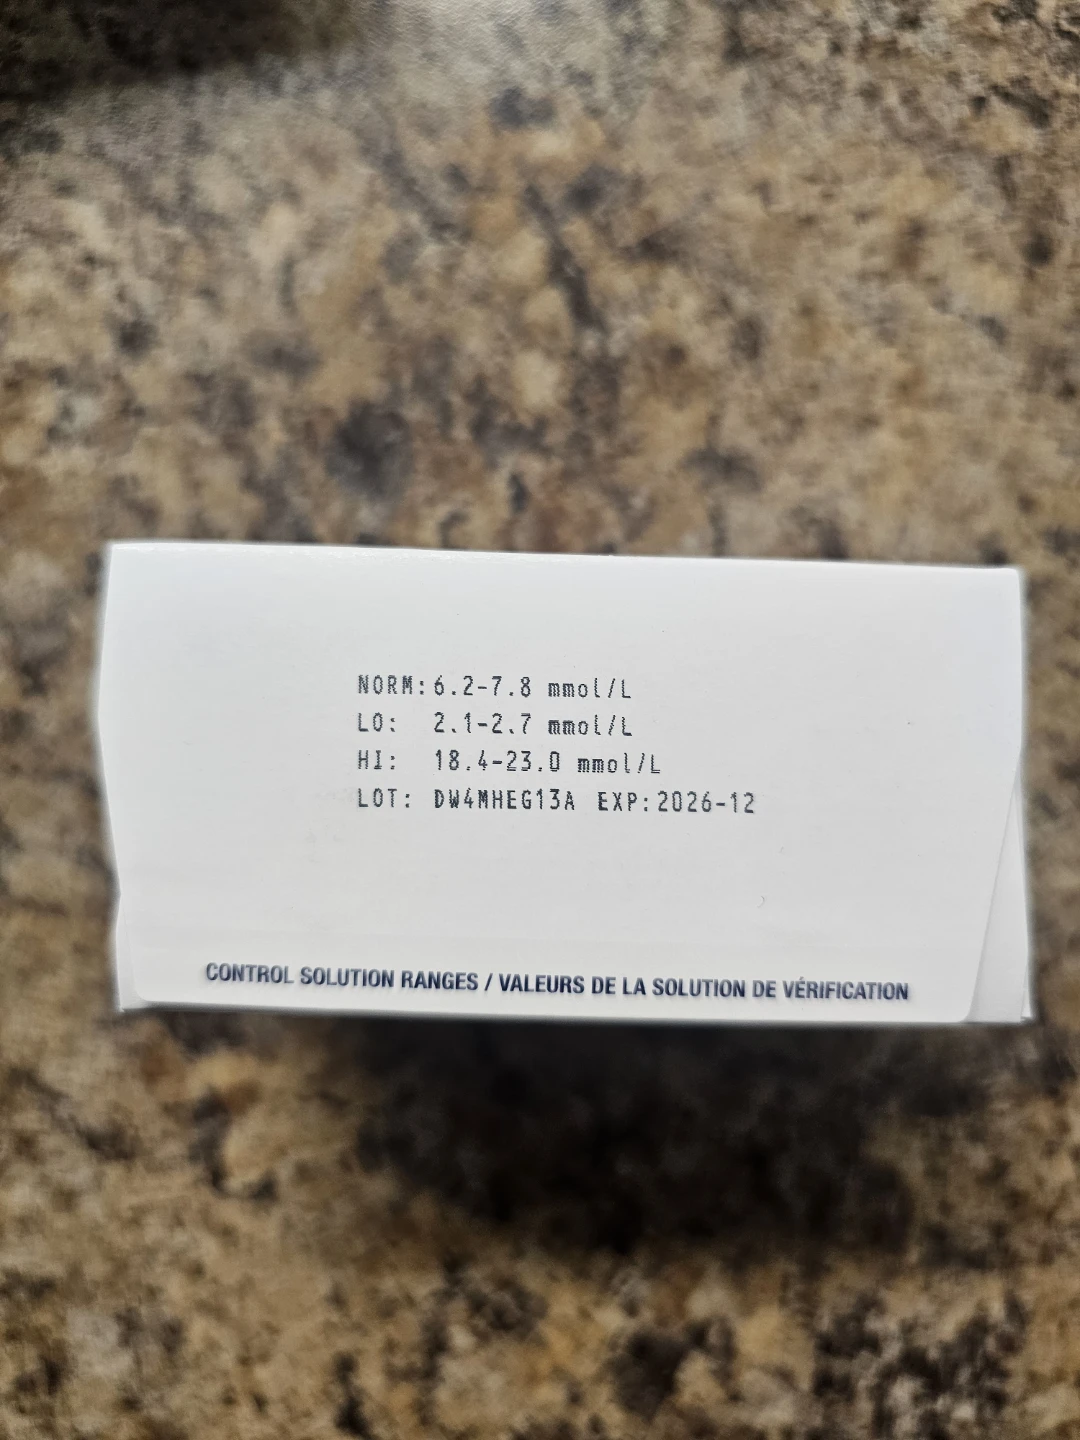 NORM:6.2-7.8 mmol/L
LO: 2.1-2.7 mmol/L
HI: 18.4-23.0 mmol/L
LOT: DW4MHEG13A EXP:2026-12
CONTROL SOLUTION RANGES / VALEURS DE LA SOLUTION DE VÉRIFICATION